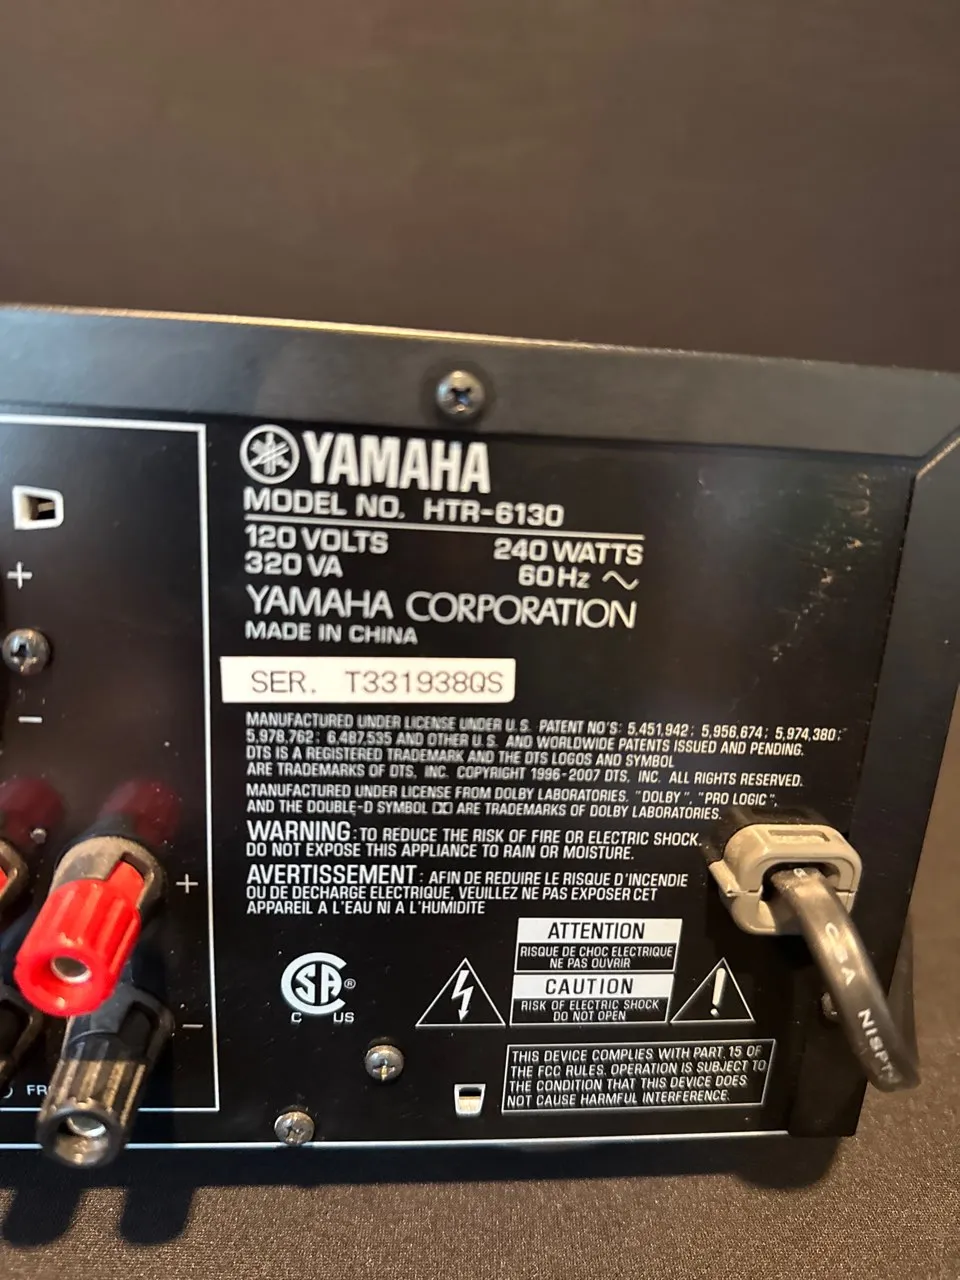 YAMAHA
MODEL NO. HTR-6130
120 VOLTS 240 WATTS
320 VA 60 Hz ~
YAMAHA CORPORATION
MADE IN CHINA
SER. T331938QS
MANUFACTURED UNDER LICENSE UNDER U.S. PATENT NO'S: 5,451,942; 5,956,674; 5,974,380;
5,978,762; 6,487,535 AND OTHER U.S. AND WORLDWIDE PATENTS ISSUED AND PENDING.
DTS IS A REGISTERED TRADEMARK AND THE DTS LOGOS AND SYMBOL
ARE TRADEMARKS OF DTS, INC. COPYRIGHT 1996-2007 DTS, INC. ALL RIGHTS RESERVED.
MANUFACTURED UNDER LICENSE FROM DOLBY LABORATORIES. "DOLBY", "PRO LOGIC",
AND THE DOUBLE-D SYMBOL ARE TRADEMARKS OF DOLBY LABORATORIES.
WARNING: TO REDUCE THE RISK OF FIRE OR ELECTRIC SHOCK,
DO NOT EXPOSE THIS APPLIANCE TO RAIN OR MOISTURE.
AVERTISSEMENT : AFIN DE REDUIRE LE RISQUE D'INCENDIE
OU DE DECHARGE ELECTRIQUE, VEUILLEZ NE PAS EXPOSER CET
APPAREIL A L'EAU NI A L'HUMIDITE
ATTENTION
RISQUE DE CHOC ELECTRIQUE
NE PAS OUVRIR
CAUTION
RISK OF ELECTRIC SHOCK
DO NOT OPEN
SA ®
C US
THIS DEVICE COMPLIES WITH PART 15 OF
THE FCC RULES. OPERATION IS SUBJECT TO
THE CONDITION THAT THIS DEVICE DOES
NOT CAUSE HARMFUL INTERFERENCE.
+
−
+
−
CSA NISPT